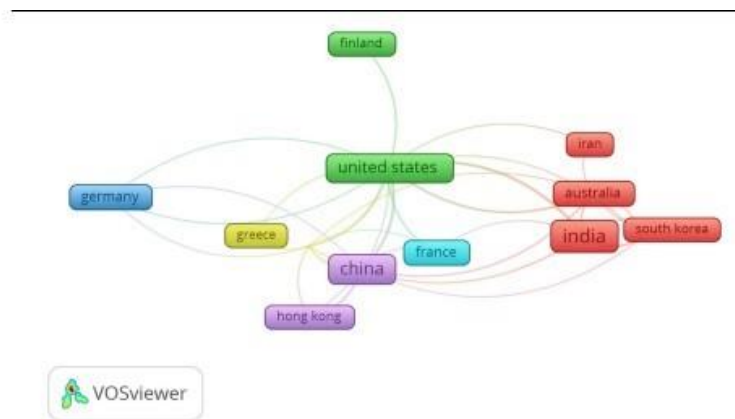 finland
united states
iran
germany
australia
greece
india
south korea
france
china
hong kong
VOSviewer